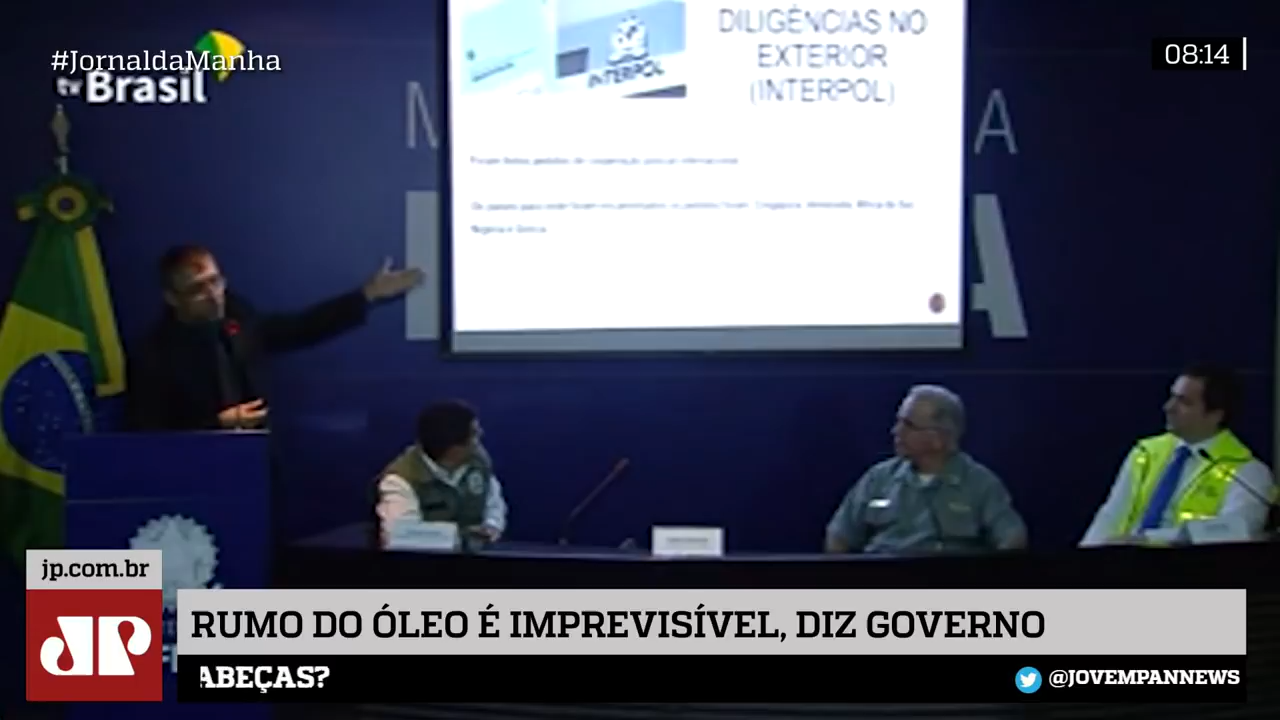 #JornaldaManha
tv Brasil
08:14
DILIGÊNCIAS NO
EXTERIOR
(INTERPOL)
INTERPOL
M
A
A
jp.com.br
JP
RUMO DO ÓLEO É IMPREVISÍVEL, DIZ GOVERNO
ABEÇAS?
@JOVEMPANNEWS